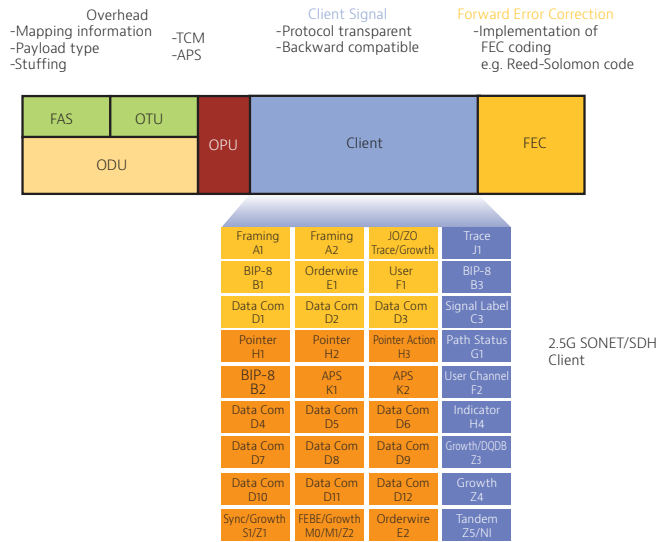 Overhead
-Mapping information
-Payload type
-Stuffing
-TCM
-APS
Client Signal
-Protocol transparent
-Backward compatible
Forward Error Correction
-Implementation of
FEC coding
e.g. Reed-Solomon code
FAS
OTU
ODU
OPU
Client
FEC
Framing
A1
Framing
A2
JO/ZO
Trace/Growth
Trace
J1
BIP-8
B1
Orderwire
E1
User
F1
BIP-8
B3
Data Com
D1
Data Com
D2
Data Com
D3
Signal Label
C3
Pointer
H1
Pointer
H2
Pointer Action
H3
Path Status
G1
BIP-8
B2
APS
K1
APS
K2
User Channel
F2
Data Com
D4
Data Com
D5
Data Com
D6
Indicator
H4
Data Com
D7
Data Com
D8
Data Com
D9
Growth/DQDB
Z3
Data Com
D10
Data Com
D11
Data Com
D12
Growth
Z4
Sync/Growth
S1/Z1
FEBE/Growth
M0/M1/Z2
Orderwire
E2
Tandem
Z5/NI
2.5G SONET/SDH
Client